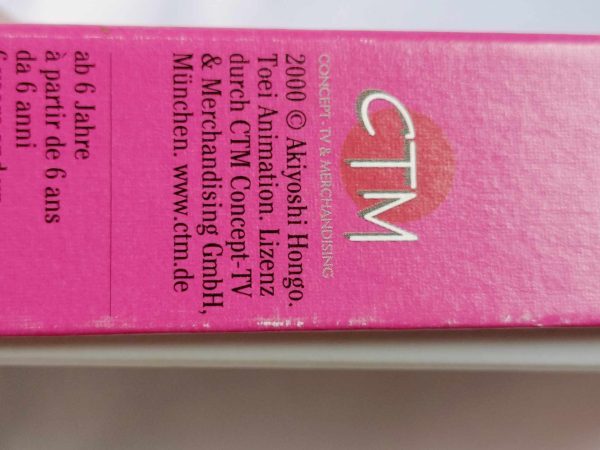 CTM
CONCEPT - TV & MERCHANDISING
2000 © Akiyoshi Hongo.
Toei Animation. Lizenz
durch CTM Concept-TV
& Merchandising GmbH,
München. www.ctm.de
ab 6 Jahre
à partir de 6 ans
da 6 anni